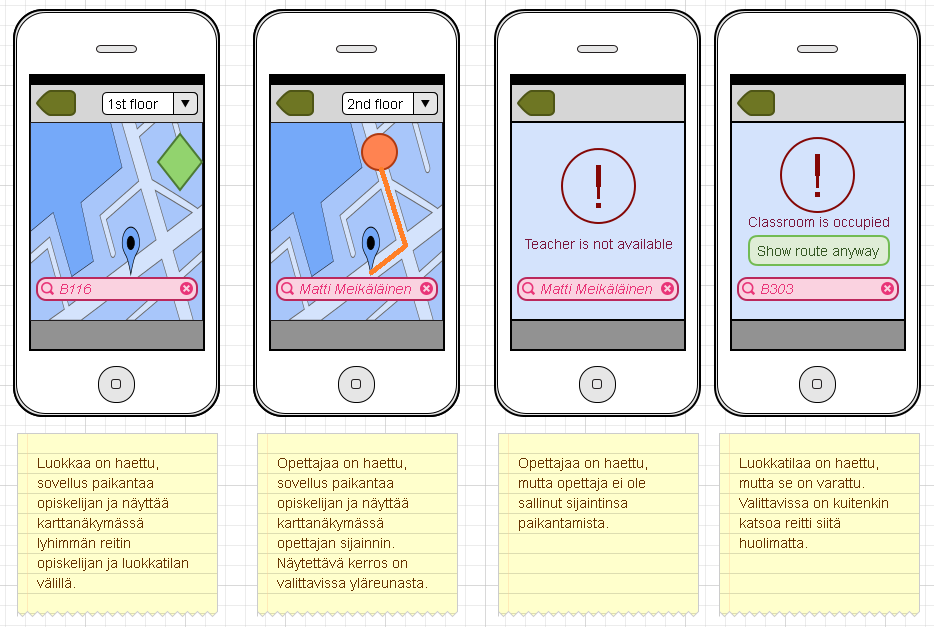 1st floor
B116
2nd floor
Matti Meikäläinen
!
Teacher is not available
Matti Meikäläinen
!
Classroom is occupied
Show route anyway
B303
Luokkaa on haettu,
sovellus paikantaa
opiskelijan ja näyttää
karttanäkymässä
lyhimmän reitin
opiskelijan ja luokkatilan
välillä.
Opettajaa on haettu,
sovellus paikantaa
opiskelijan ja näyttää
karttanäkymässä
opettajan sijainnin.
Näytettävä kerros on
valittavissa yläreunasta.
Opettajaa on haettu,
mutta opettaja ei ole
sallinut sijaintinsa
paikantamista.
Luokkatilaa on haettu,
mutta se on varattu.
Valittavissa on kuitenkin
katsoa reitti siitä
huolimatta.